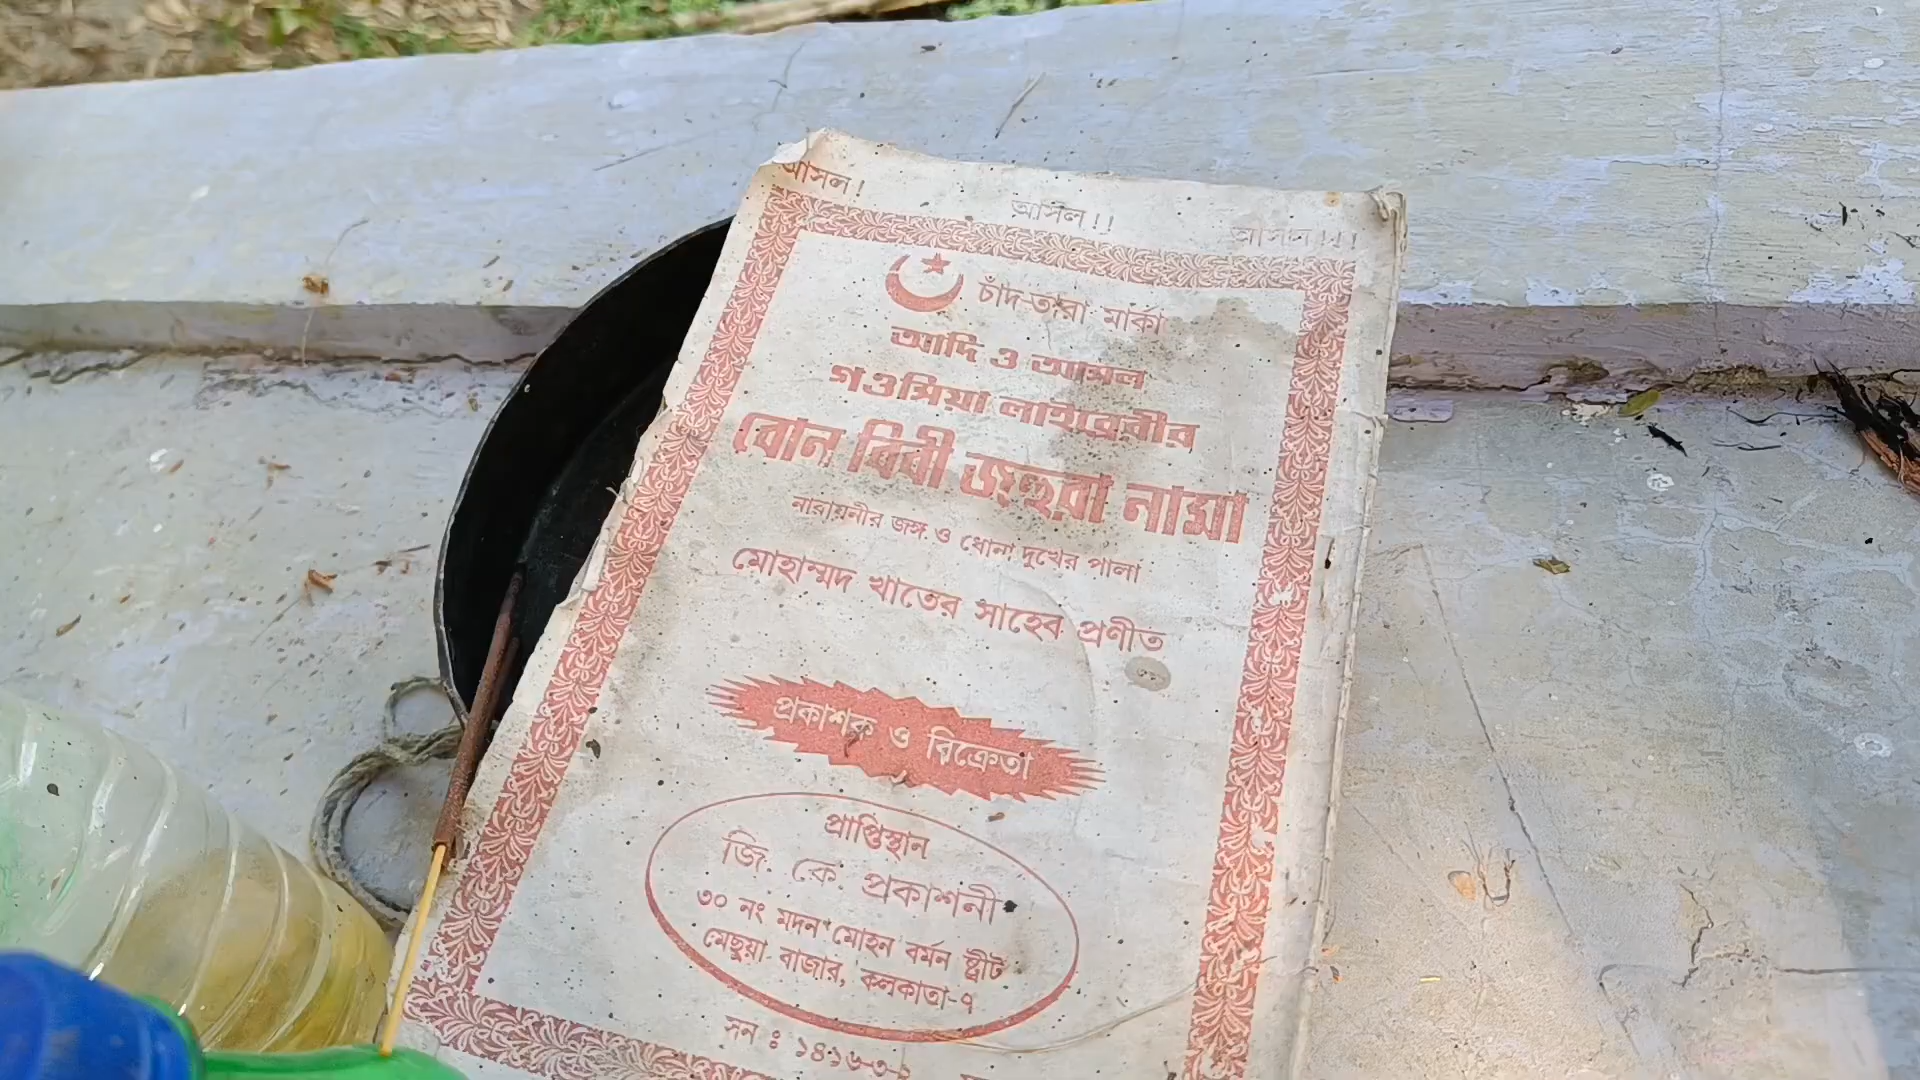 আসল! আসল!! আসল!!!
চাঁদ-তারা মার্কা
আদি ও আসল
গওসিয়া লাইব্রেরীর
বোন বিবী জহুরা নামা
নারায়নীর জঙ্গ ও ধোনা দুখের পালা
মোহাম্মদ খাতের সাহেব প্রণীত
প্রকাশক ও বিক্রেতা
প্রাপ্তিস্থান
জি. কে. প্রকাশনী
৩০ নং মদন মোহন বর্মন ষ্ট্রীট
মেছুয়া বাজার, কলকাতা-৭
সন :